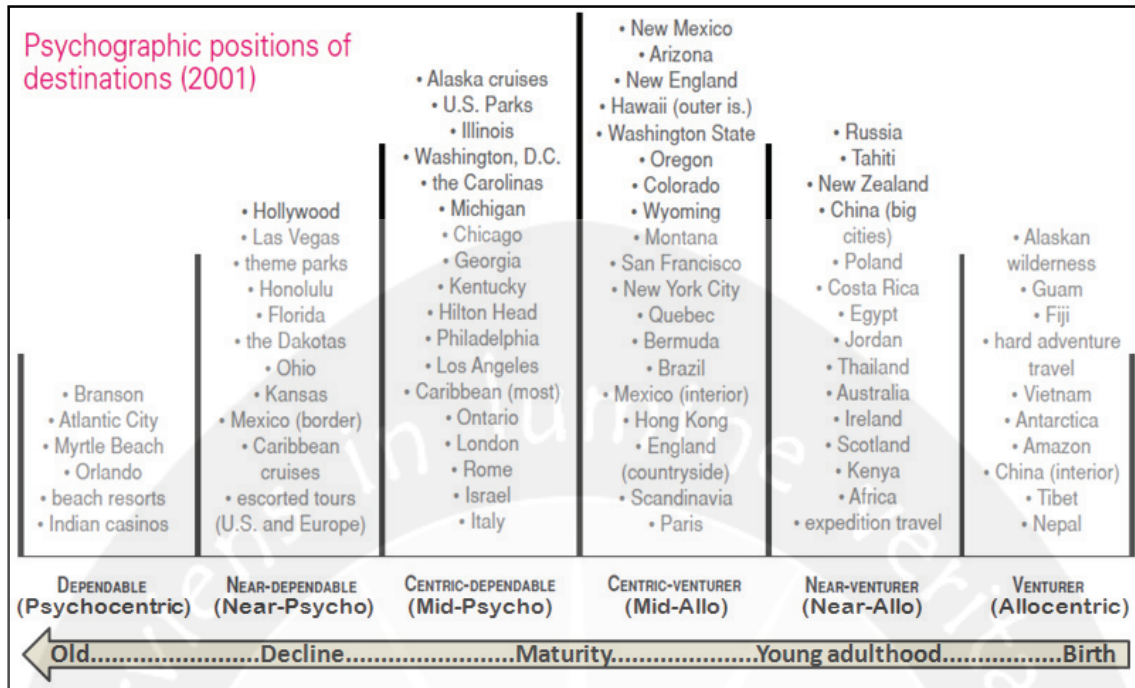 Psychographic positions of
destinations (2001)
• Branson
• Atlantic City
• Myrtle Beach
• Orlando
• beach resorts
• Indian casinos
• Hollywood
• Las Vegas
• theme parks
• Honolulu
• Florida
• the Dakotas
• Ohio
• Kansas
• Mexico (border)
• Caribbean
cruises
• escorted tours
(U.S. and Europe)
• Alaska cruises
• U.S. Parks
• Illinois
• Washington, D.C.
• the Carolinas
• Michigan
• Chicago
• Georgia
• Kentucky
• Hilton Head
• Philadelphia
• Los Angeles
• Caribbean (most)
• Ontario
• London
• Rome
• Israel
• Italy
• New Mexico
• Arizona
• New England
• Hawaii (outer is.)
• Washington State
• Oregon
• Colorado
• Wyoming
• Montana
• San Francisco
• New York City
• Quebec
• Bermuda
• Brazil
• Mexico (interior)
• Hong Kong
• England
(countryside)
• Scandinavia
• Paris
• Russia
• Tahiti
• New Zealand
• China (big
cities)
• Poland
• Costa Rica
• Egypt
• Jordan
• Thailand
• Australia
• Ireland
• Scotland
• Kenya
• Africa
• expedition travel
• Alaskan
wilderness
• Guam
• Fiji
• hard adventure
travel
• Vietnam
• Antarctica
• Amazon
• China (interior)
• Tibet
• Nepal
DEPENDABLE
(Psychocentric)
NEAR-DEPENDABLE
(Near-Psycho)
CENTRIC-DEPENDABLE
(Mid-Psycho)
CENTRIC-VENTURER
(Mid-Allo)
NEAR-VENTURER
(Near-Allo)
VENTURER
(Allocentric)
Old.......................Decline.......................Maturity...................Young adulthood...................Birth
in lumine